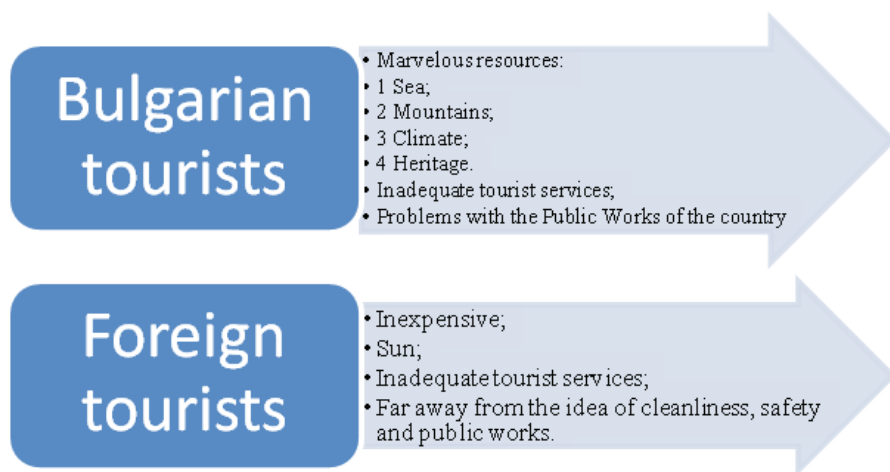 Bulgarian
tourists
• Marvelous resources:
• 1 Sea;
• 2 Mountains;
• 3 Climate;
• 4 Heritage.
• Inadequate tourist services;
• Problems with the Public Works of the country
Foreign
tourists
• Inexpensive;
• Sun;
• Inadequate tourist services;
• Far away from the idea of cleanliness, safety
and public works.